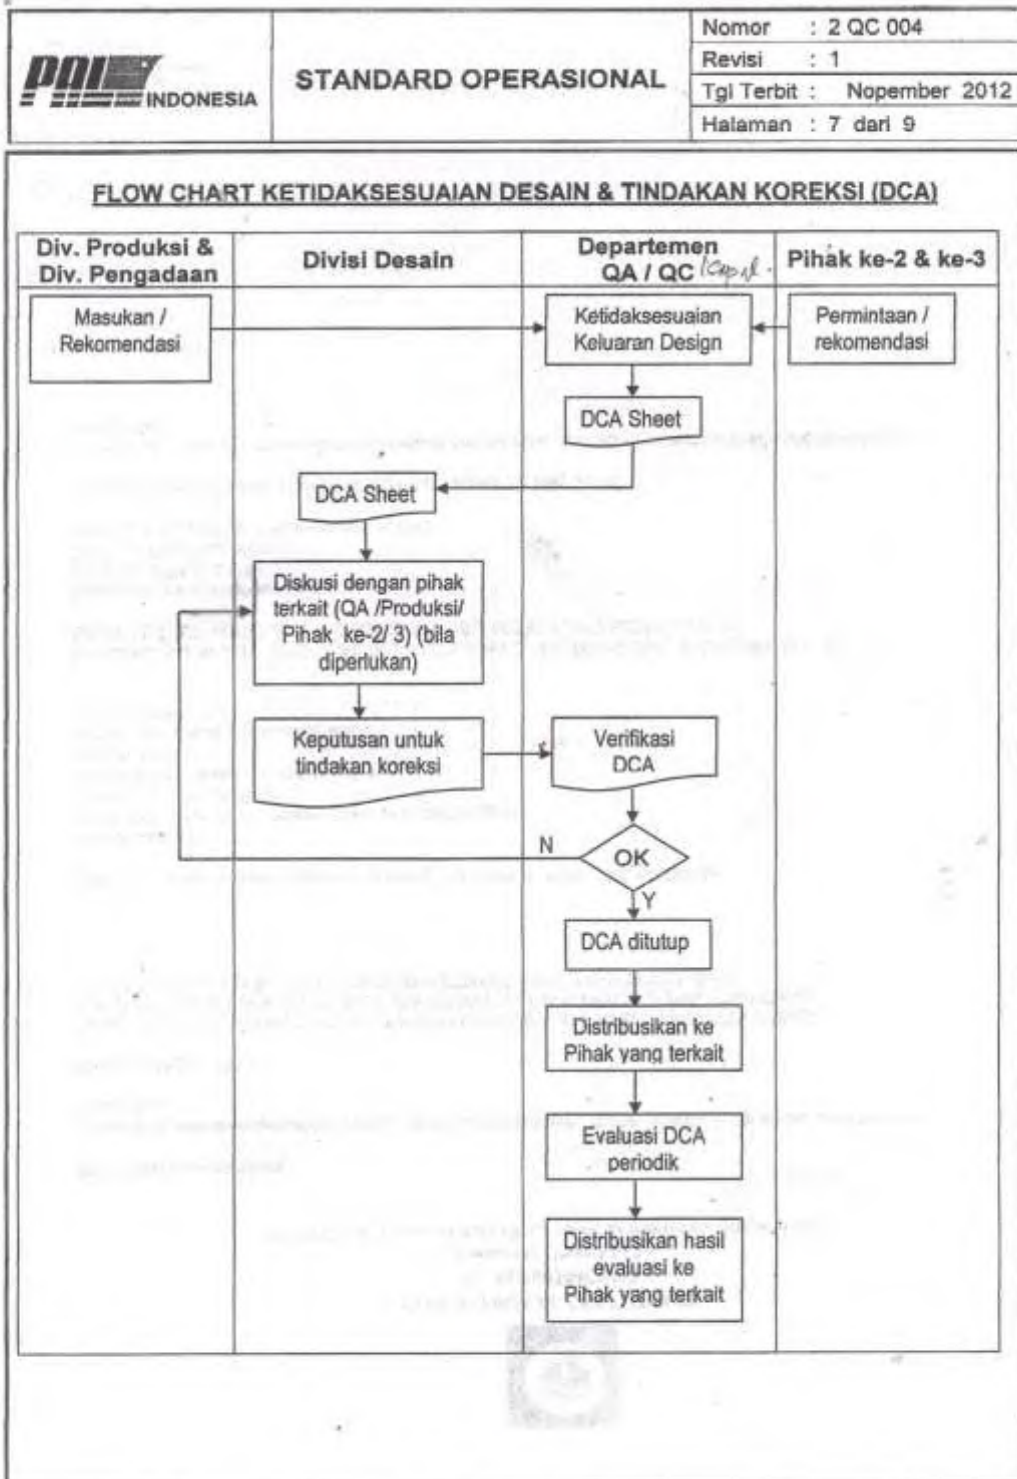 PAL INDONESIA
STANDARD OPERASIONAL
Nomor : 2 QC 004
Revisi : 1
Tgl Terbit : Nopember 2012
Halaman : 7 dari 9
FLOW CHART KETIDAKSESUAIAN DESAIN & TINDAKAN KOREKSI (DCA)
Div. Produksi &
Div. Pengadaan
Divisi Desain
Departemen
QA / QC
Pihak ke-2 & ke-3
Masukan /
Rekomendasi
Ketidaksesuaian
Keluaran Design
Permintaan /
rekomendasi
DCA Sheet
DCA Sheet
Diskusi dengan pihak
terkait (QA /Produksi/
Pihak ke-2/ 3) (bila
diperlukan)
Keputusan untuk
tindakan koreksi
Verifikasi
DCA
N
OK
Y
DCA ditutup
Distribusikan ke
Pihak yang terkait
Evaluasi DCA
periodik
Distribusikan hasil
evaluasi ke
Pihak yang terkait